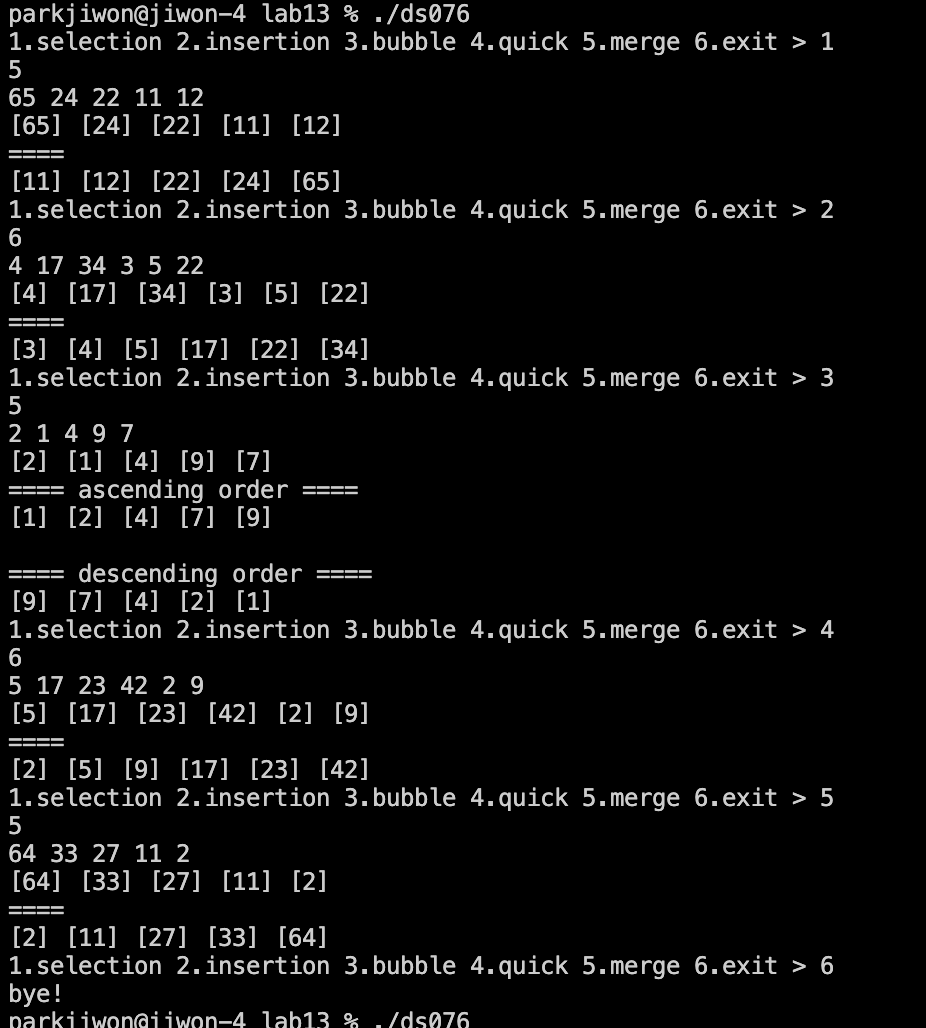 parkjiwon@jiwon-4 lab13 % ./ds076
1.selection 2.insertion 3.bubble 4.quick 5.merge 6.exit > 1
5
65 24 22 11 12
[65] [24] [22] [11] [12]
====
[11] [12] [22] [24] [65]
1.selection 2.insertion 3.bubble 4.quick 5.merge 6.exit > 2
6
4 17 34 3 5 22
[4] [17] [34] [3] [5] [22]
====
[3] [4] [5] [17] [22] [34]
1.selection 2.insertion 3.bubble 4.quick 5.merge 6.exit > 3
5
2 1 4 9 7
[2] [1] [4] [9] [7]
==== ascending order ====
[1] [2] [4] [7] [9]
==== descending order ====
[9] [7] [4] [2] [1]
1.selection 2.insertion 3.bubble 4.quick 5.merge 6.exit > 4
6
5 17 23 42 2 9
[5] [17] [23] [42] [2] [9]
====
[2] [5] [9] [17] [23] [42]
1.selection 2.insertion 3.bubble 4.quick 5.merge 6.exit > 5
5
64 33 27 11 2
[64] [33] [27] [11] [2]
====
[2] [11] [27] [33] [64]
1.selection 2.insertion 3.bubble 4.quick 5.merge 6.exit > 6
bye!
parkjiwon@jiwon-4 lab13 % ./ds076